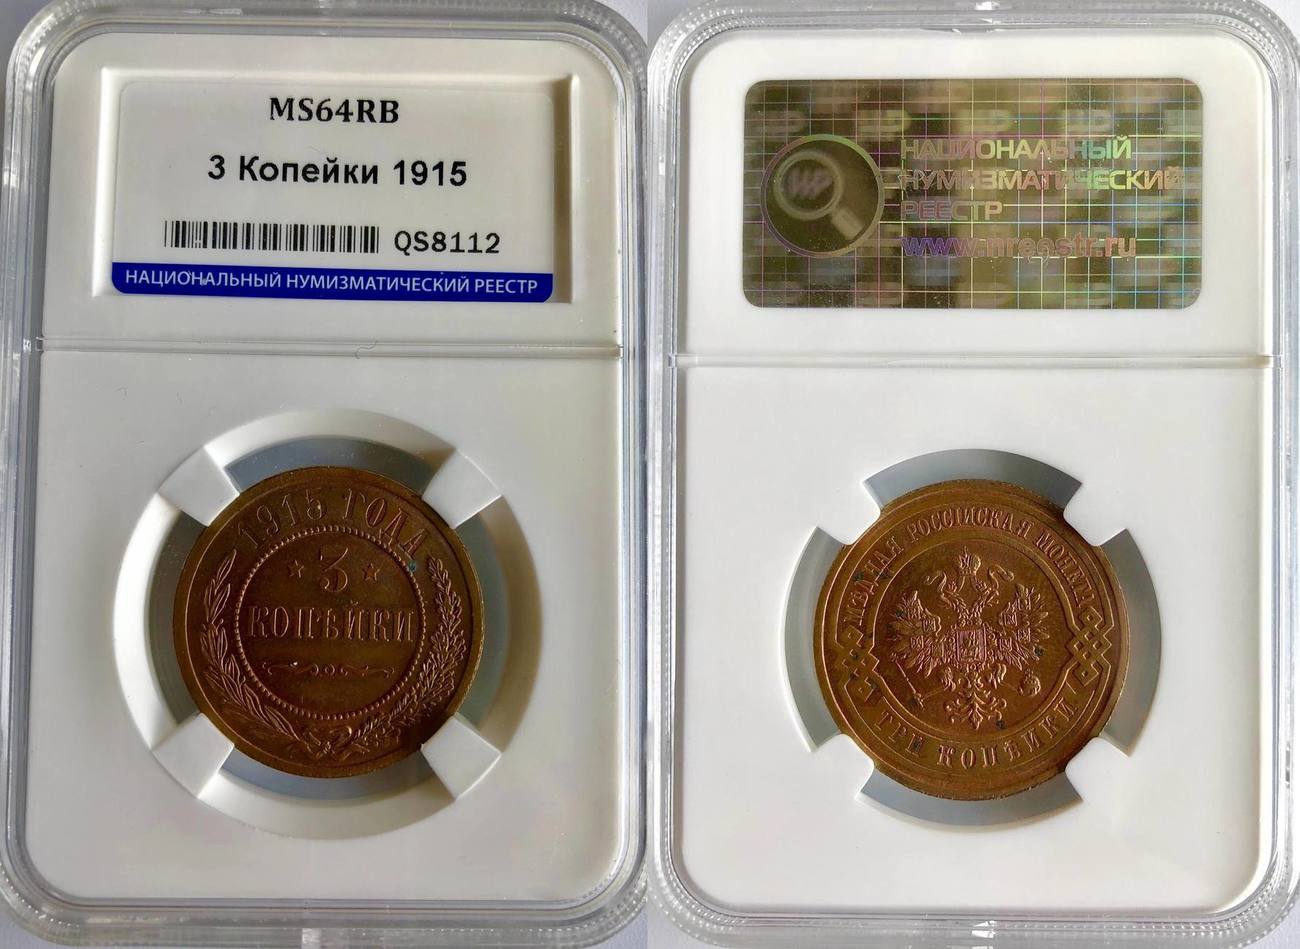 MS64RB
3 Копейки 1915
QS8112
НАЦИОНАЛЬНЫЙ НУМИЗМАТИЧЕСКИЙ РЕЕСТР
1915 ГОДА
3
КОПѢЙКИ
НАЦИОНАЛЬНЫЙ
НУМИЗМАТИЧЕСКИЙ
РЕЕСТР
www.nreestr.ru
МѢДНАЯ РОССІЙСКАЯ МОНЕТА
ТРИ КОПѢЙКИ